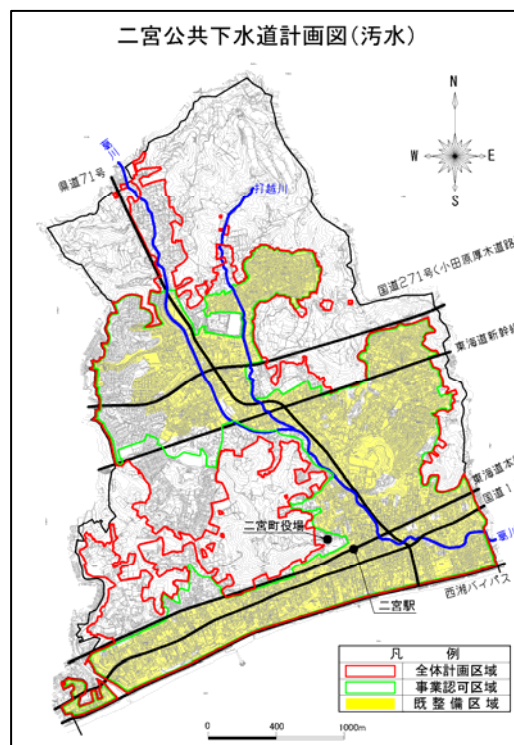 二宮公共下水道計画図(汚水)
N
W E
S
葛川
県道71号
打越川
国道271号(小田原厚木道路
東海道新幹線
東海道本
国道1
二宮町役場
葛川
西湘バイパス
二宮駅
凡 例
全体計画区域
事業認可区域
既整備区域
0 400 1000m